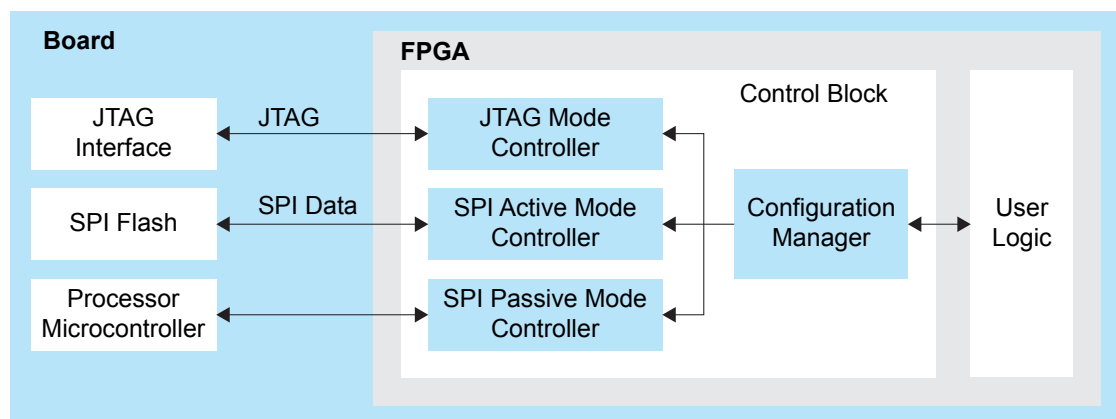 Board
FPGA
Control Block
JTAG
Interface
JTAG
JTAG Mode
Controller
SPI Flash
SPI Data
SPI Active Mode
Controller
Configuration
Manager
User
Logic
Processor
Microcontroller
SPI Passive Mode
Controller